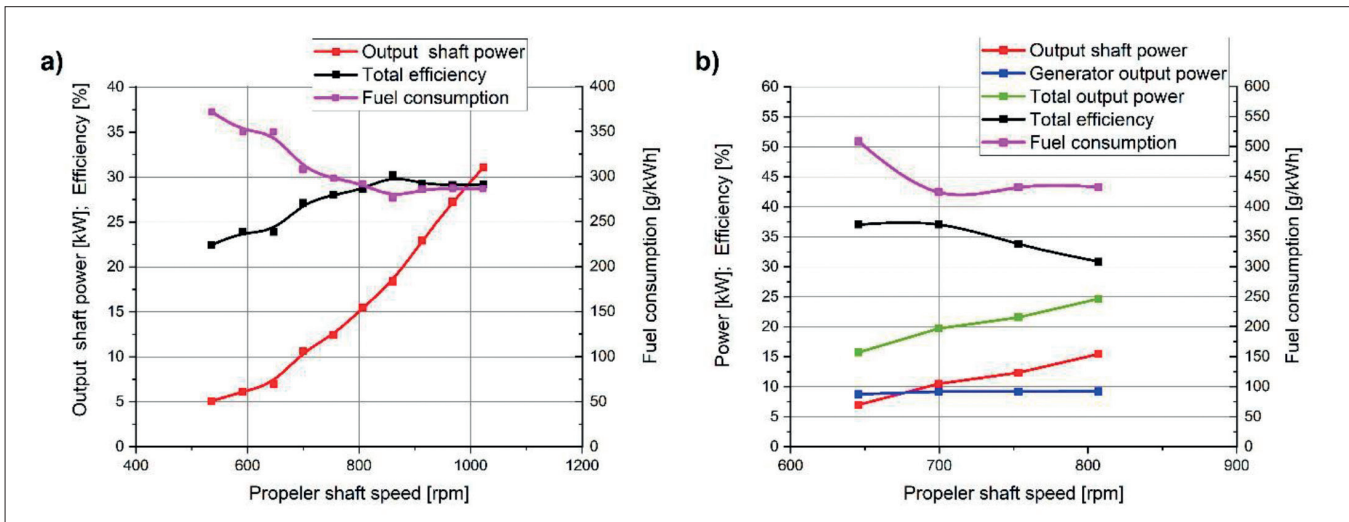 a)
Output shaft power
Total efficiency
Fuel consumption
Output shaft power [kW]; Efficiency [%]
40
35
30
25
20
15
10
5
0
400
350
300
250
200
150
100
50
0
Fuel consumption [g/kWh]
400 600 800 1000 1200
Propeler shaft speed [rpm]
b)
Output shaft power
Generator output power
Total output power
Total efficiency
Fuel consumption
Power [kW]; Efficiency [%]
60
55
50
45
40
35
30
25
20
15
10
5
0
600
550
500
450
400
350
300
250
200
150
100
50
0
Fuel consumption [g/kWh]
600 700 800 900
Propeler shaft speed [rpm]